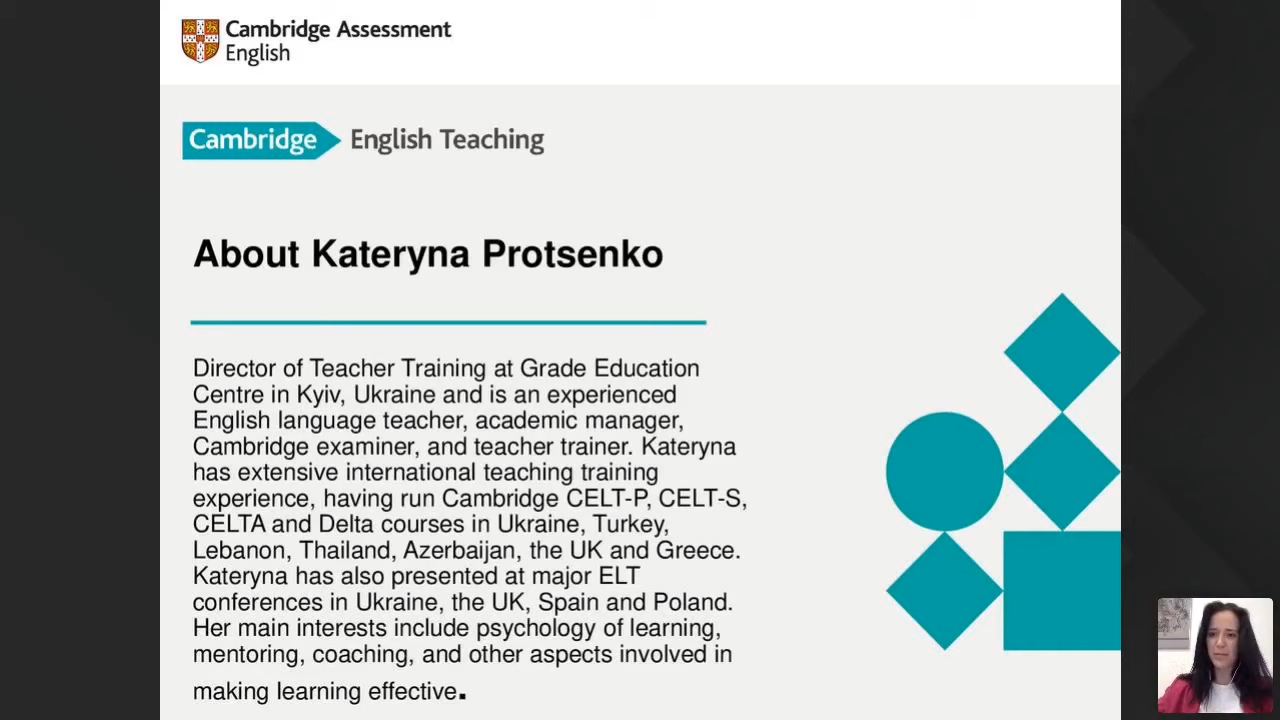 Cambridge Assessment
English
Cambridge English Teaching
About Kateryna Protsenko
Director of Teacher Training at Grade Education
Centre in Kyiv, Ukraine and is an experienced
English language teacher, academic manager,
Cambridge examiner, and teacher trainer. Kateryna
has extensive international teaching training
experience, having run Cambridge CELT-P, CELT-S,
CELTA and Delta courses in Ukraine, Turkey,
Lebanon, Thailand, Azerbaijan, the UK and Greece.
Kateryna has also presented at major ELT
conferences in Ukraine, the UK, Spain and Poland.
Her main interests include psychology of learning,
mentoring, coaching, and other aspects involved in
making learning effective.